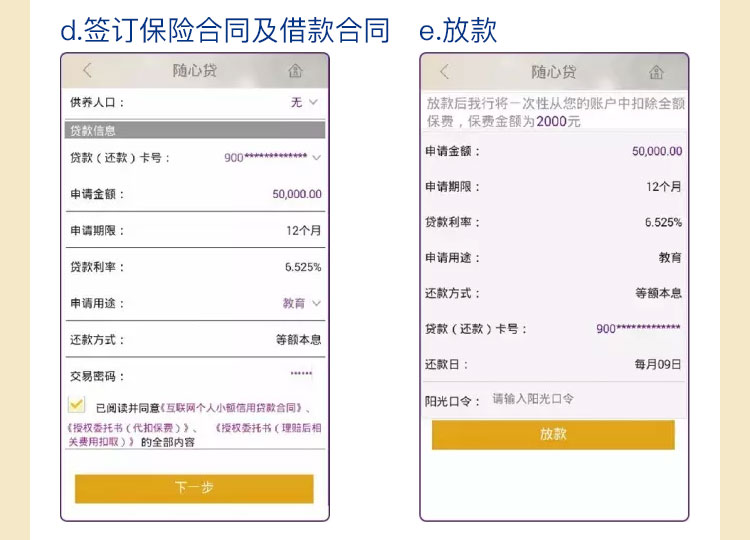 d.签订保险合同及借款合同
随心贷
供养人口： 无
贷款信息
贷款（还款）卡号： 900*************
申请金额： 50,000.00
申请期限： 12个月
贷款利率： 6.525%
申请用途： 教育
还款方式： 等额本息
交易密码： ······
已阅读并同意《互联网个人小额信用贷款合同》、
《授权委托书（代扣保费）》、 《授权委托书（理赔后相
关费用扣取）》 的全部内容
下一步
e.放款
随心贷
放款后我行将一次性从您的账户中扣除全额
保费，保费金额为2000元
申请金额： 50,000.00
申请期限： 12个月
贷款利率： 6.525%
申请用途： 教育
还款方式： 等额本息
贷款（还款）卡号： 900*************
还款日： 每月09日
阳光口令： 请输入阳光口令
放款